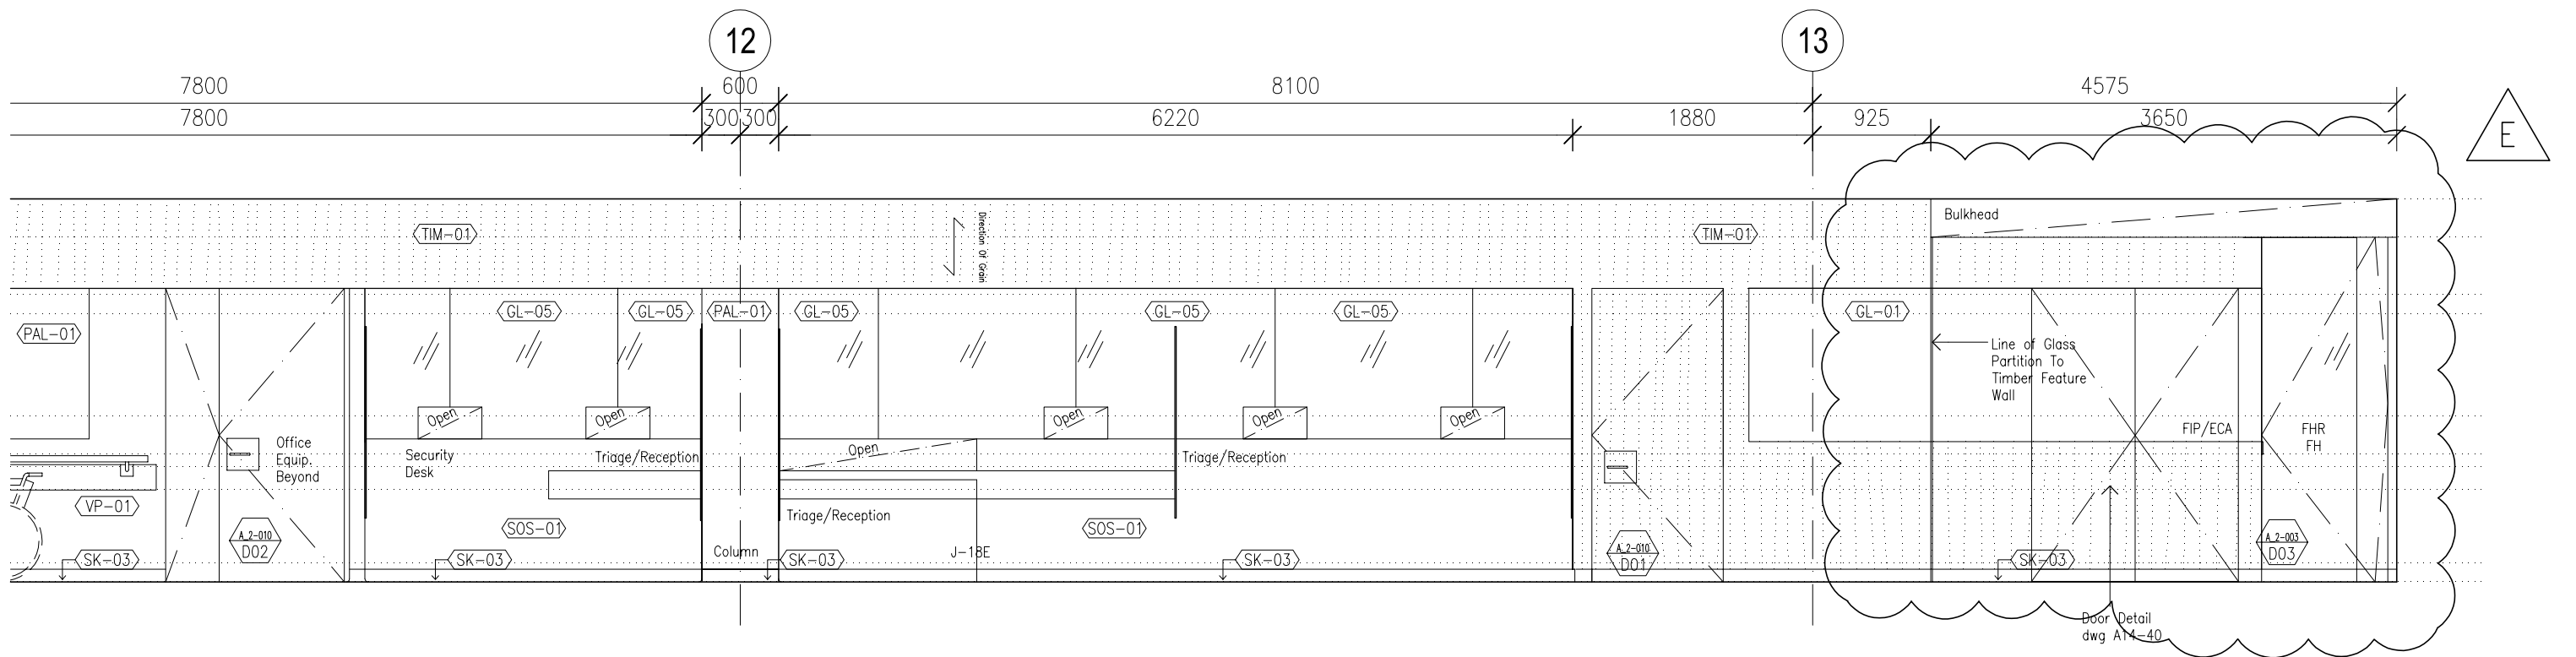 12
13
7800
600
8100
4575
7800
300
300
6220
1880
925
3650
E
TIM-01
Direction Of Grain
TIM-01
Bulkhead
PAL-01
GL-05
GL-05
PAL-01
GL-05
GL-05
GL-05
GL-01
Line of Glass
Partition To
Timber Feature
Wall
Open
Open
Open
Open
Open
Office
Equip.
Beyond
Security
Desk
Triage/Reception
Open
Triage/Reception
FIP/ECA
FHR
FH
VP-01
SOS-01
Triage/Reception
SOS-01
A_2-010
D02
A_2-010
D01
A_2-003
D03
SK-03
SK-03
Column
SK-03
J-18E
SK-03
SK-03
Door Detail
dwg A14-40